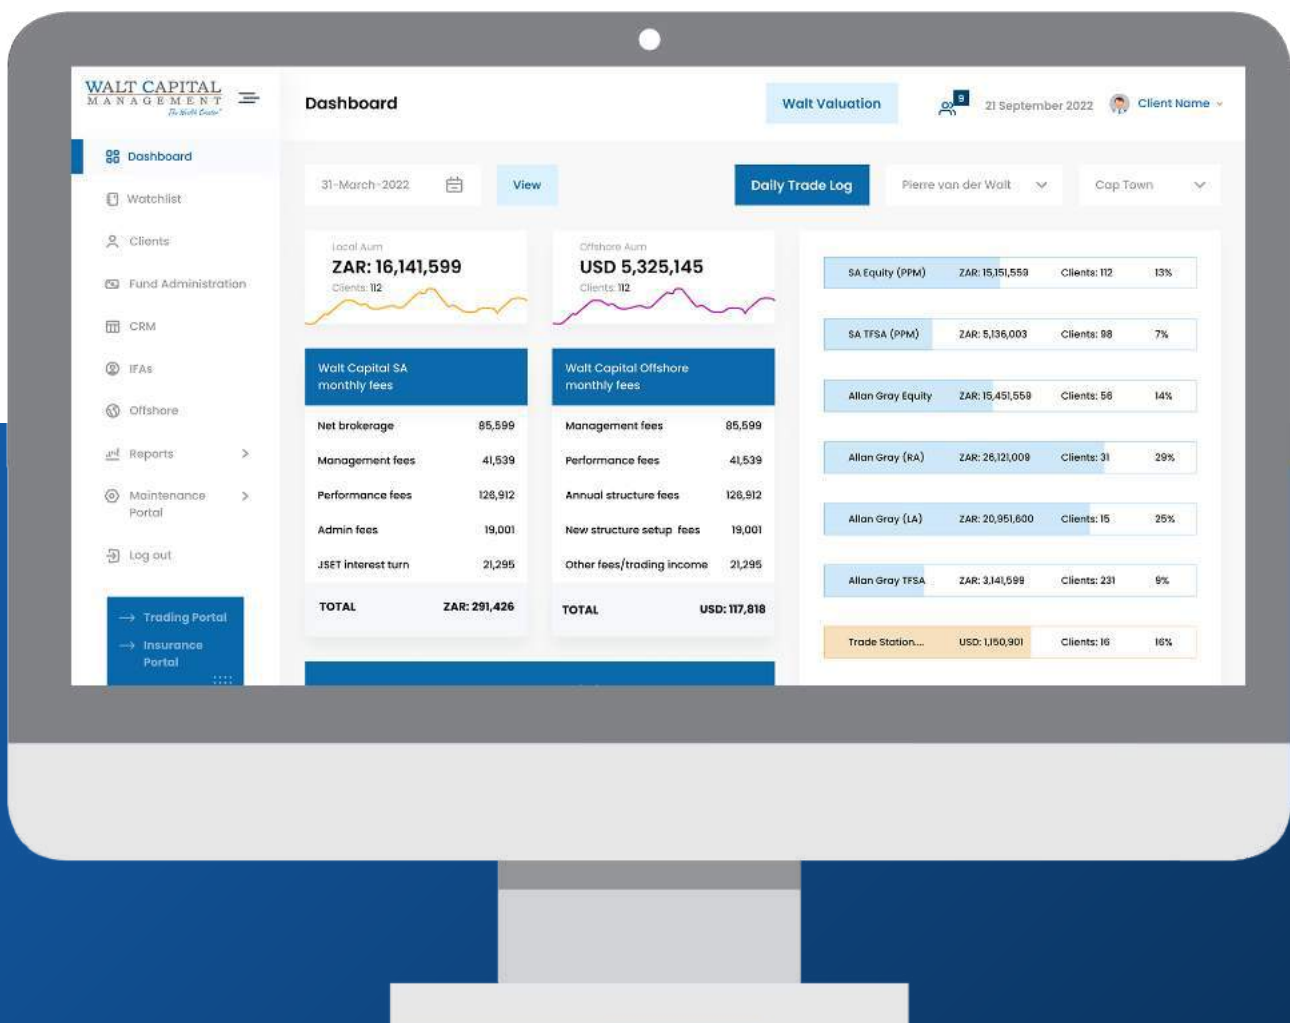 WALT CAPITAL
MANAGEMENT
The Wealth Creator™
Dashboard
Walt Valuation
9
21 September 2022
Client Name
Dashboard
Watchlist
Clients
Fund Administration
CRM
IFAs
Offshore
Reports
Maintenance
Portal
Log out
Trading Portal
Insurance
Portal
31-March-2022
View
Daily Trade Log
Pierre van der Walt
Cap Town
Local Aum
ZAR: 16,141,599
Clients: 112
Offshore Aum
USD 5,325,145
Clients: 112
Walt Capital SA
monthly fees
Net brokerage 85,599
Management fees 41,539
Performance fees 126,912
Admin fees 19,001
JSET interest turn 21,295
TOTAL ZAR: 291,426
Walt Capital Offshore
monthly fees
Management fees 85,599
Performance fees 41,539
Annual structure fees 126,912
New structure setup fees 19,001
Other fees/trading income 21,295
TOTAL USD: 117,818
SA Equity (PPM) ZAR: 15,151,559 Clients: 112 13%
SA TFSA (PPM) ZAR: 5,136,003 Clients: 98 7%
Allan Gray Equity ZAR: 15,451,559 Clients: 56 14%
Allan Gray (RA) ZAR: 26,121,009 Clients: 31 29%
Allan Gray (LA) ZAR: 20,951,600 Clients: 15 25%
Allan Gray TFSA ZAR: 3,141,599 Clients: 231 9%
Trade Station.... USD: 1,150,901 Clients: 16 16%